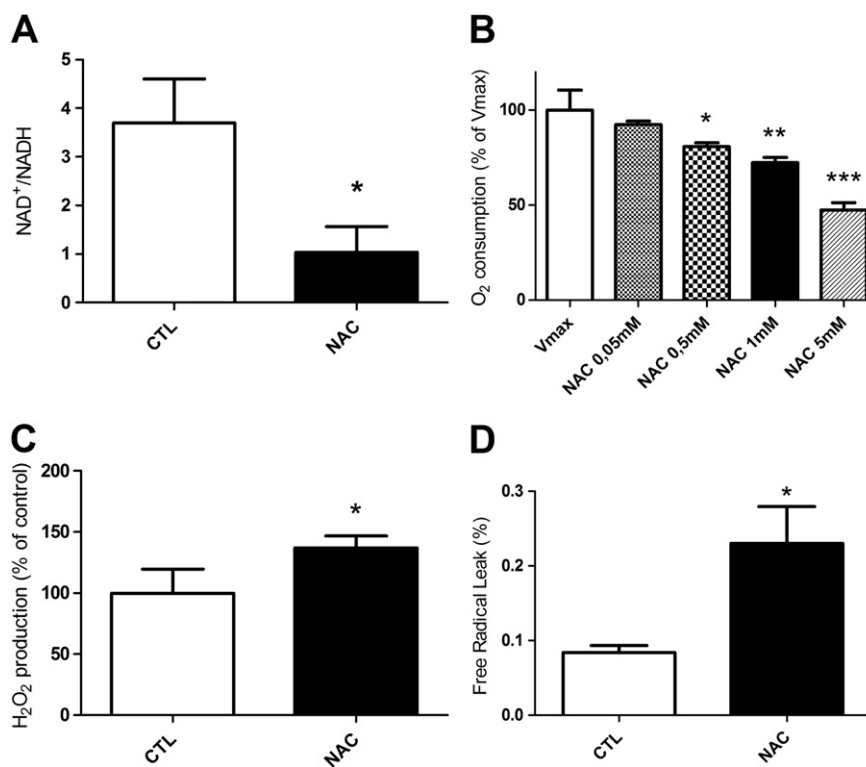 A
NAD⁺/NADH
5
4
3
2
1
0
*
CTL
NAC
B
O₂ consumption (% of Vmax)
100
50
0
*
**
***
Vmax
NAC 0,05mM
NAC 0,5mM
NAC 1mM
NAC 5mM
C
H₂O₂ production (% of control)
200
150
100
50
0
*
CTL
NAC
D
Free Radical Leak (%)
0.3
0.2
0.1
0.0
*
CTL
NAC